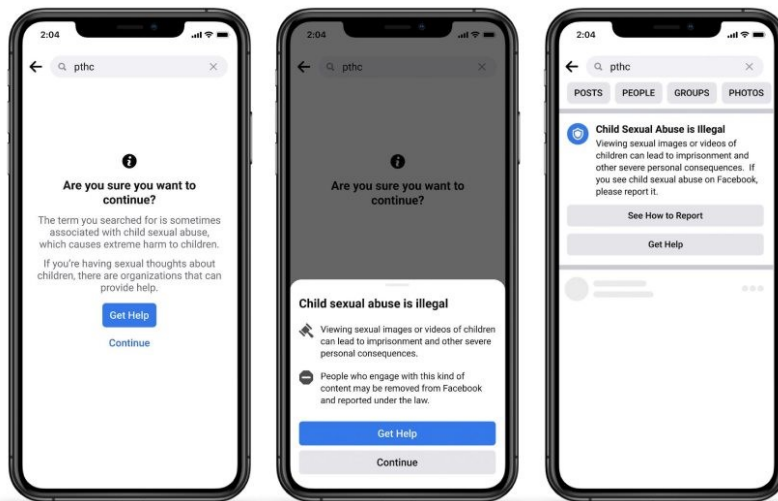 2:04
pthc
Are you sure you want to
continue?
The term you searched for is sometimes
associated with child sexual abuse,
which causes extreme harm to children.
If you're having sexual thoughts about
children, there are organizations that can
provide help.
Get Help
Continue
2:04
pthc
Are you sure you want to
continue?
Child sexual abuse is illegal
Viewing sexual images or videos of children
can lead to imprisonment and other severe
personal consequences.
People who engage with this kind of
content may be removed from Facebook
and reported under the law.
Get Help
Continue
2:04
pthc
POSTS PEOPLE GROUPS PHOTOS
Child Sexual Abuse is Illegal
Viewing sexual images or videos of
children can lead to imprisonment and
other severe personal consequences. If
you see child sexual abuse on Facebook,
please report it.
See How to Report
Get Help